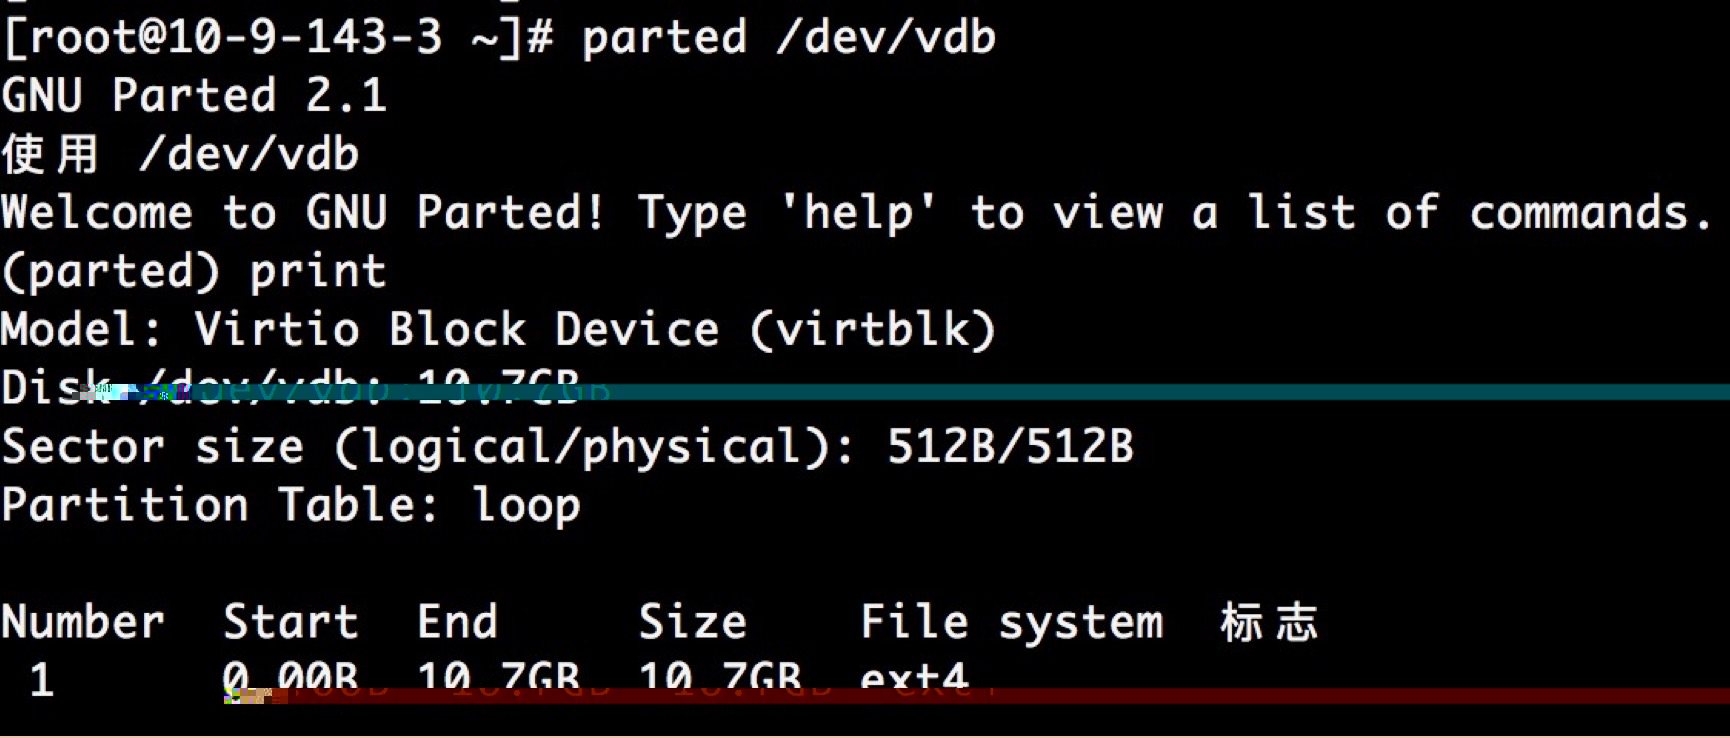 [root@10-9-143-3 ~]# parted /dev/vdb
GNU Parted 2.1
使用 /dev/vdb
Welcome to GNU Parted! Type 'help' to view a list of commands.
(parted) print
Model: Virtio Block Device (virtblk)
Disk /dev/vdb: 10.7GB
Sector size (logical/physical): 512B/512B
Partition Table: loop
Number Start End Size File system 标志
1 0.00B 10.7GB 10.7GB ext4